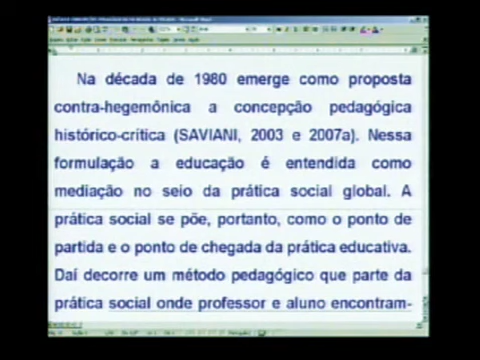 Na década de 1980 emerge como proposta
contra-hegemônica a concepção pedagógica
histórico-crítica (SAVIANI, 2003 e 2007a). Nessa
formulação a educação é entendida como
mediação no seio da prática social global. A
prática social se põe, portanto, como o ponto de
partida e o ponto de chegada da prática educativa.
Daí decorre um método pedagógico que parte da
prática social onde professor e aluno encontram-